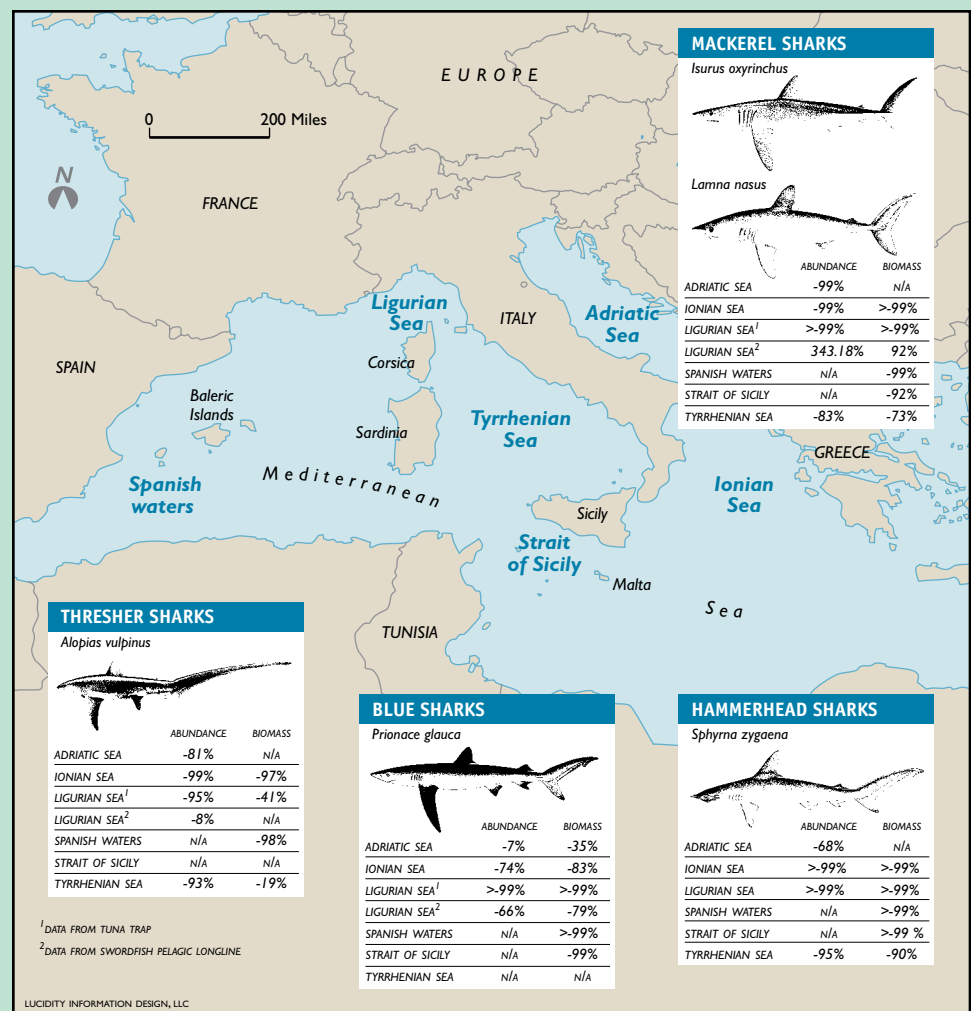 MACKEREL SHARKS
Isurus oxyrinchus
Lamna nasus
ABUNDANCE BIOMASS
ADRIATIC SEA -99% N/A
IONIAN SEA -99% >-99%
LIGURIAN SEA1 >-99% >-99%
LIGURIAN SEA2 343.18% 92%
SPANISH WATERS N/A -99%
STRAIT OF SICILY N/A -92%
TYRRHENIAN SEA -83% -73%
EUROPE
0 200 Miles
N
FRANCE
Ligurian
Sea
ITALY
Adriatic
Sea
SPAIN
Corsica
Baleric
Islands
Sardinia
Tyrrhenian
Sea
GREECE
Mediterranean
Spanish
waters
Ionian
Sea
Sicily
Strait
of Sicily
Malta
Sea
TUNISIA
THRESHER SHARKS
Alopias vulpinus
ABUNDANCE BIOMASS
ADRIATIC SEA -81% N/A
IONIAN SEA -99% -97%
LIGURIAN SEA1 -95% -41%
LIGURIAN SEA2 -8% N/A
SPANISH WATERS N/A -98%
STRAIT OF SICILY N/A N/A
TYRRHENIAN SEA -93% -19%
BLUE SHARKS
Prionace glauca
ABUNDANCE BIOMASS
ADRIATIC SEA -7% -35%
IONIAN SEA -74% -83%
LIGURIAN SEA1 >-99% >-99%
LIGURIAN SEA2 -66% -79%
SPANISH WATERS N/A >-99%
STRAIT OF SICILY N/A -99%
TYRRHENIAN SEA N/A N/A
HAMMERHEAD SHARKS
Sphyrna zygaena
ABUNDANCE BIOMASS
ADRIATIC SEA -68% N/A
IONIAN SEA >-99% >-99%
LIGURIAN SEA >-99% >-99%
SPANISH WATERS N/A >-99%
STRAIT OF SICILY N/A >-99 %
TYRRHENIAN SEA -95% -90%
1DATA FROM TUNA TRAP
2DATA FROM SWORDFISH PELAGIC LONGLINE
LUCIDITY INFORMATION DESIGN, LLC